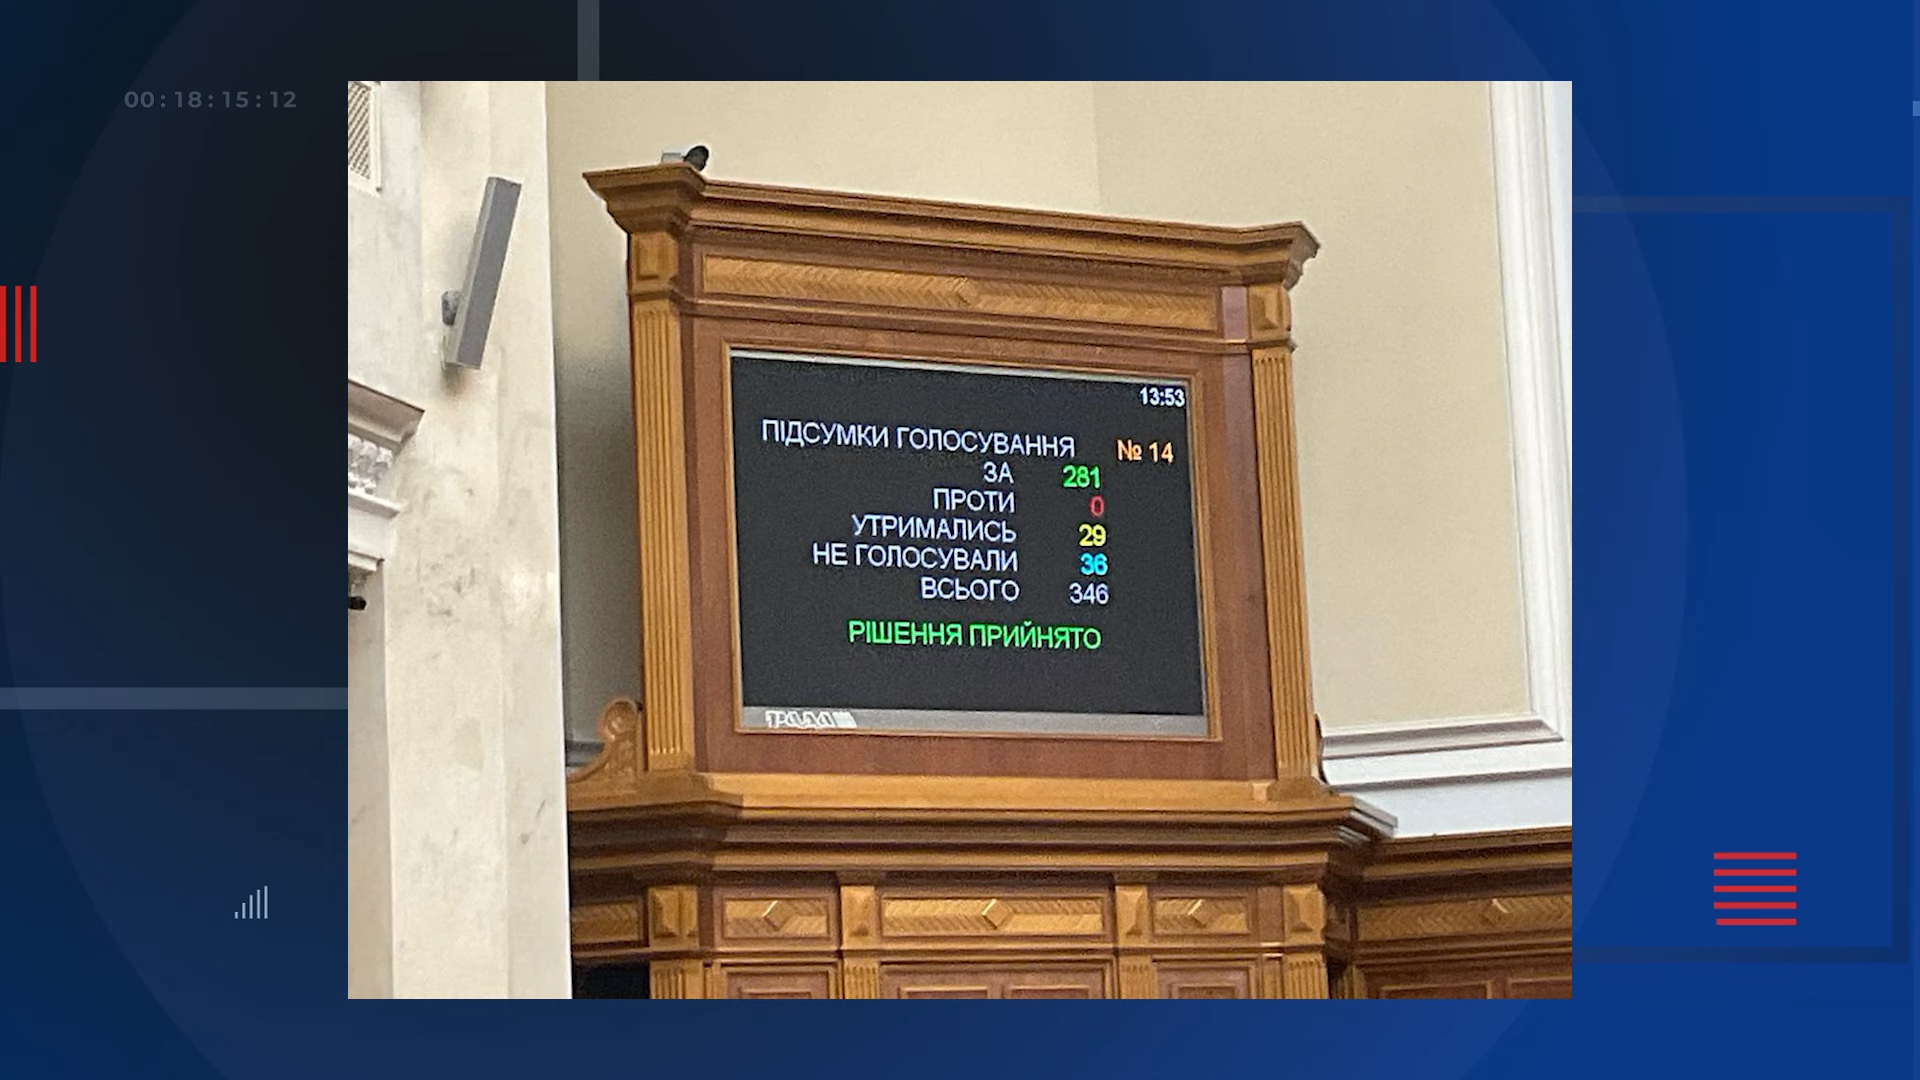 00:18:15:12
13:53
ПІДСУМКИ ГОЛОСУВАННЯ № 14
ЗА 281
ПРОТИ 0
УТРИМАЛИСЬ 29
НЕ ГОЛОСУВАЛИ 36
ВСЬОГО 346
РІШЕННЯ ПРИЙНЯТО
РАДА